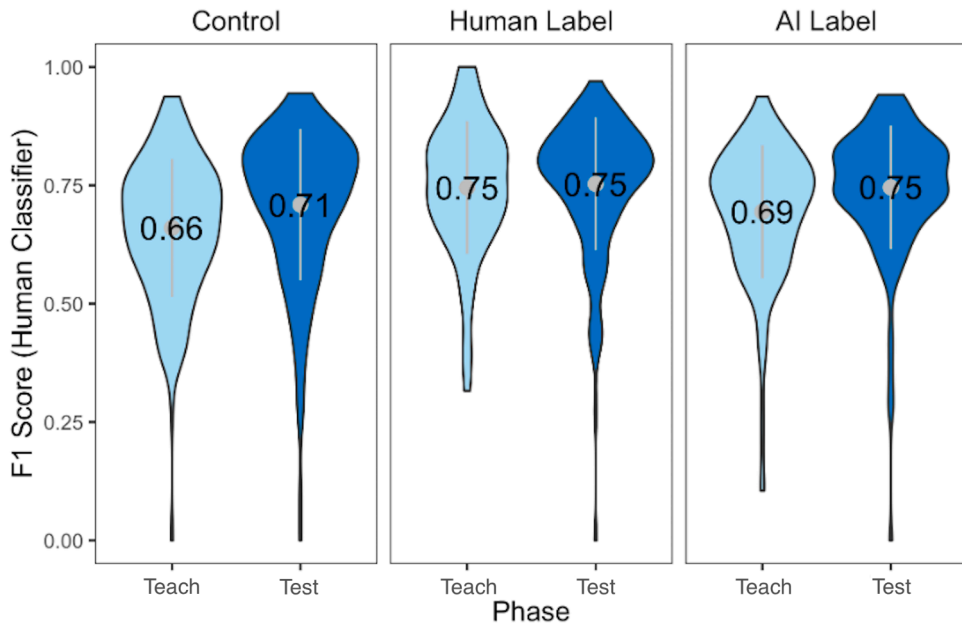 Control Human Label AI Label
1.00
0.75
0.50
0.25
0.00
F1 Score (Human Classifier)
0.66 0.71 0.75 0.75 0.69 0.75
Teach Test Teach Test Teach Test
Phase